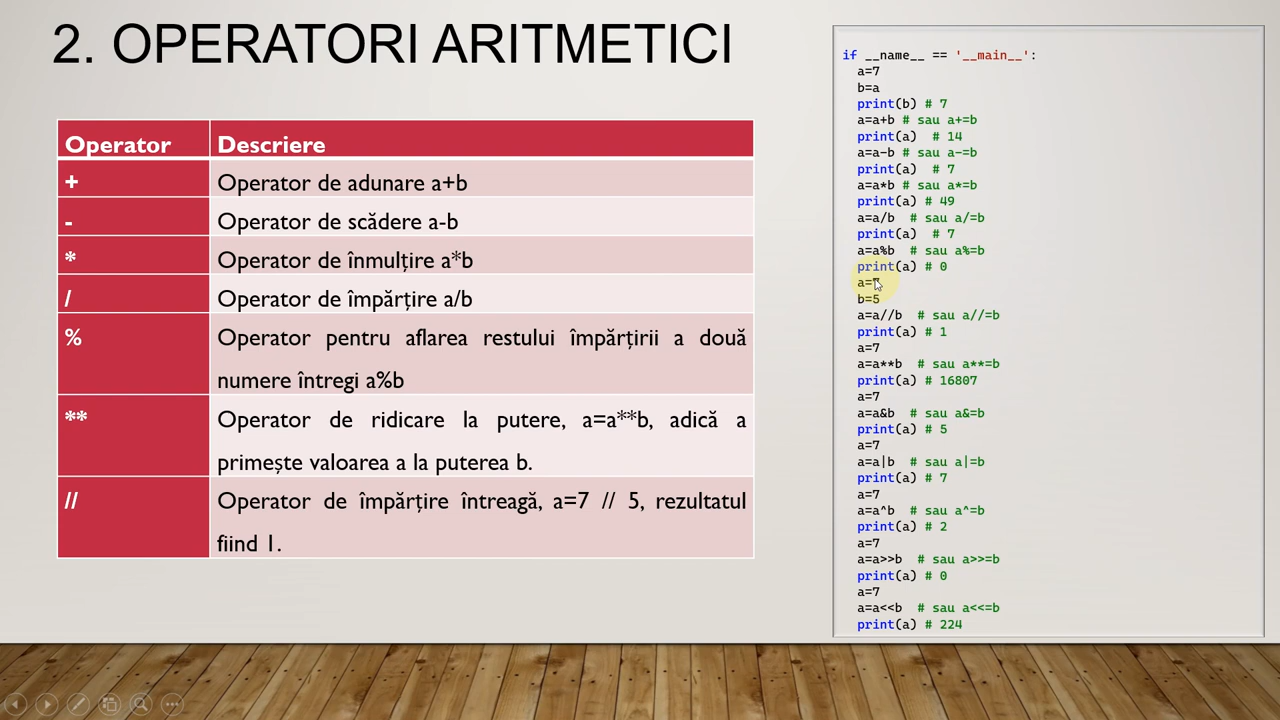 2. OPERATORI ARITMETICI
Operator Descriere
+ Operator de adunare a+b
- Operator de scădere a-b
* Operator de înmulțire a*b
/ Operator de împărțire a/b
% Operator pentru aflarea restului împărțirii a două
numere întregi a%b
** Operator de ridicare la putere, a=a**b, adică a
primește valoarea a la puterea b.
// Operator de împărțire întreagă, a=7 // 5, rezultatul
fiind 1.
if __name__ == '__main__':
a=7
b=a
print(b) # 7
a=a+b # sau a+=b
print(a)  # 14
a=a-b # sau a-=b
print(a)  # 7
a=a*b # sau a*=b
print(a) # 49
a=a/b  # sau a/=b
print(a)  # 7
a=a%b  # sau a%=b
print(a) # 0
a=7
b=5
a=a//b  # sau a//=b
print(a) # 1
a=7
a=a**b  # sau a**=b
print(a) # 16807
a=7
a=a&b  # sau a&=b
print(a) # 5
a=7
a=a|b  # sau a|=b
print(a) # 7
a=7
a=a^b  # sau a^=b
print(a) # 2
a=7
a=a>>b  # sau a>>=b
print(a) # 0
a=7
a=a<<b  # sau a<<=b
print(a) # 224